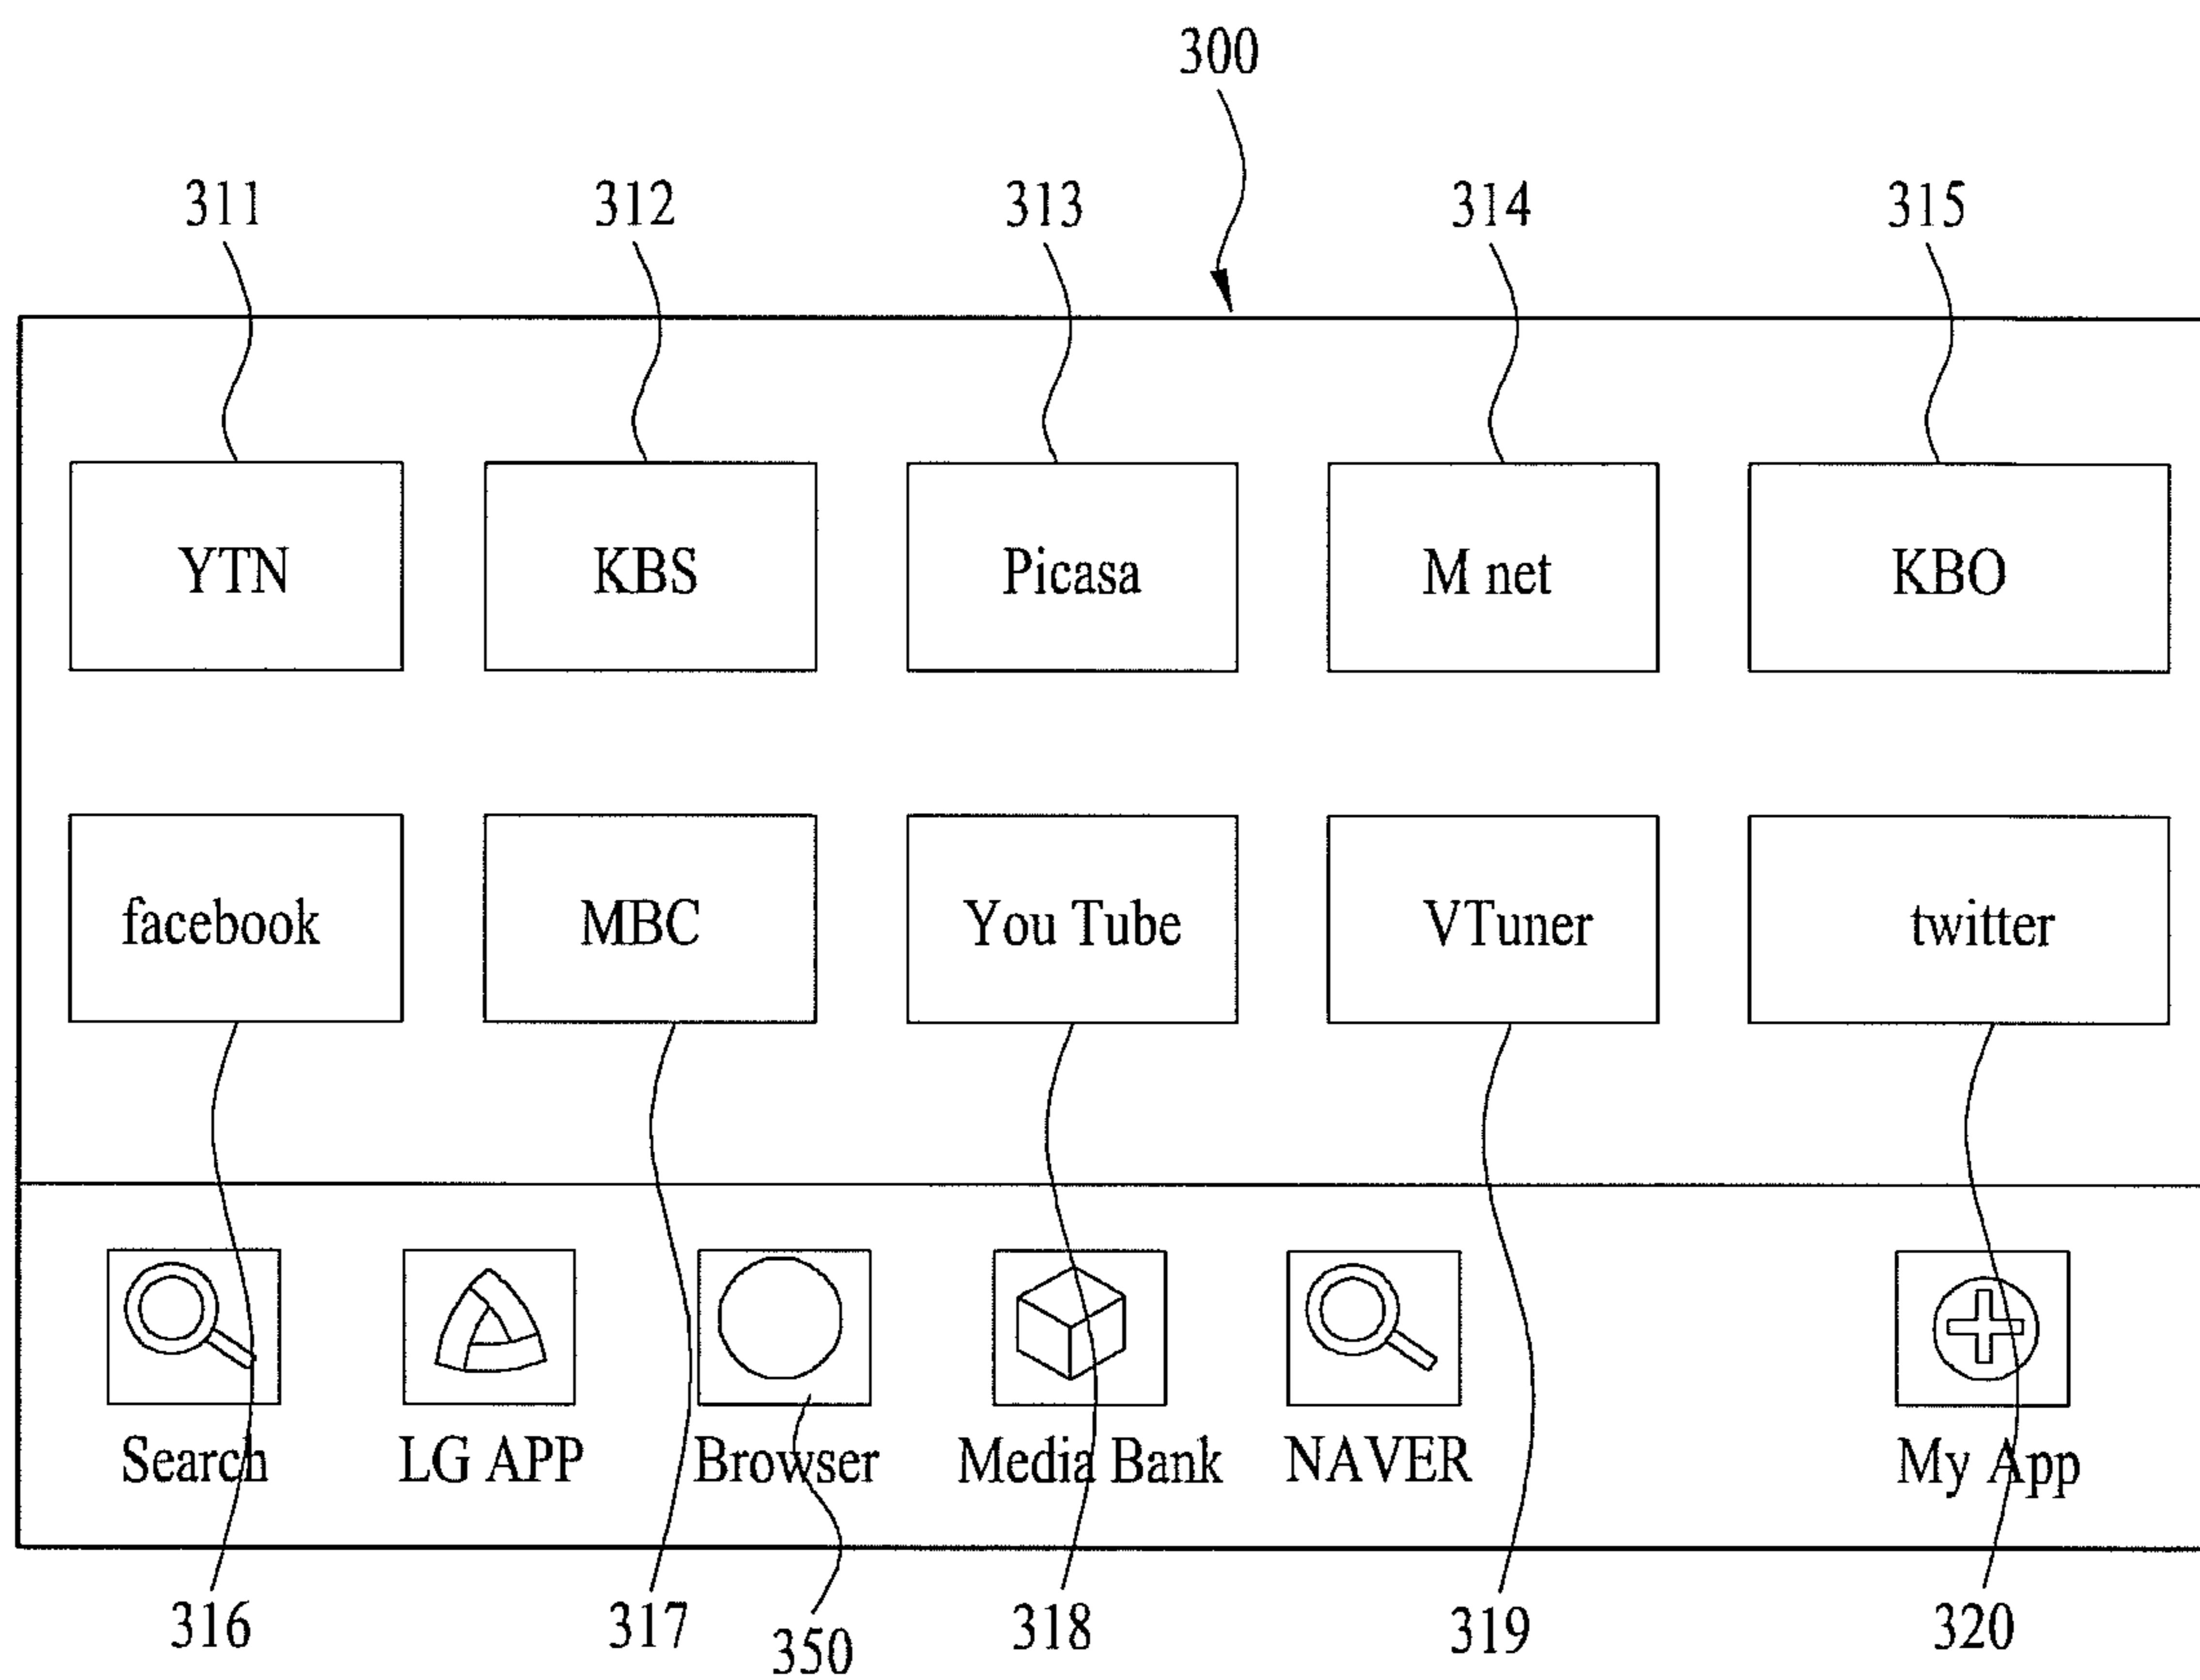 300
311 312 313 314 315
YTN KBS Picasa M net KBO
facebook MBC You Tube VTuner twitter
Search LG APP Browser Media Bank NAVER My App
316 317 350 318 319 320